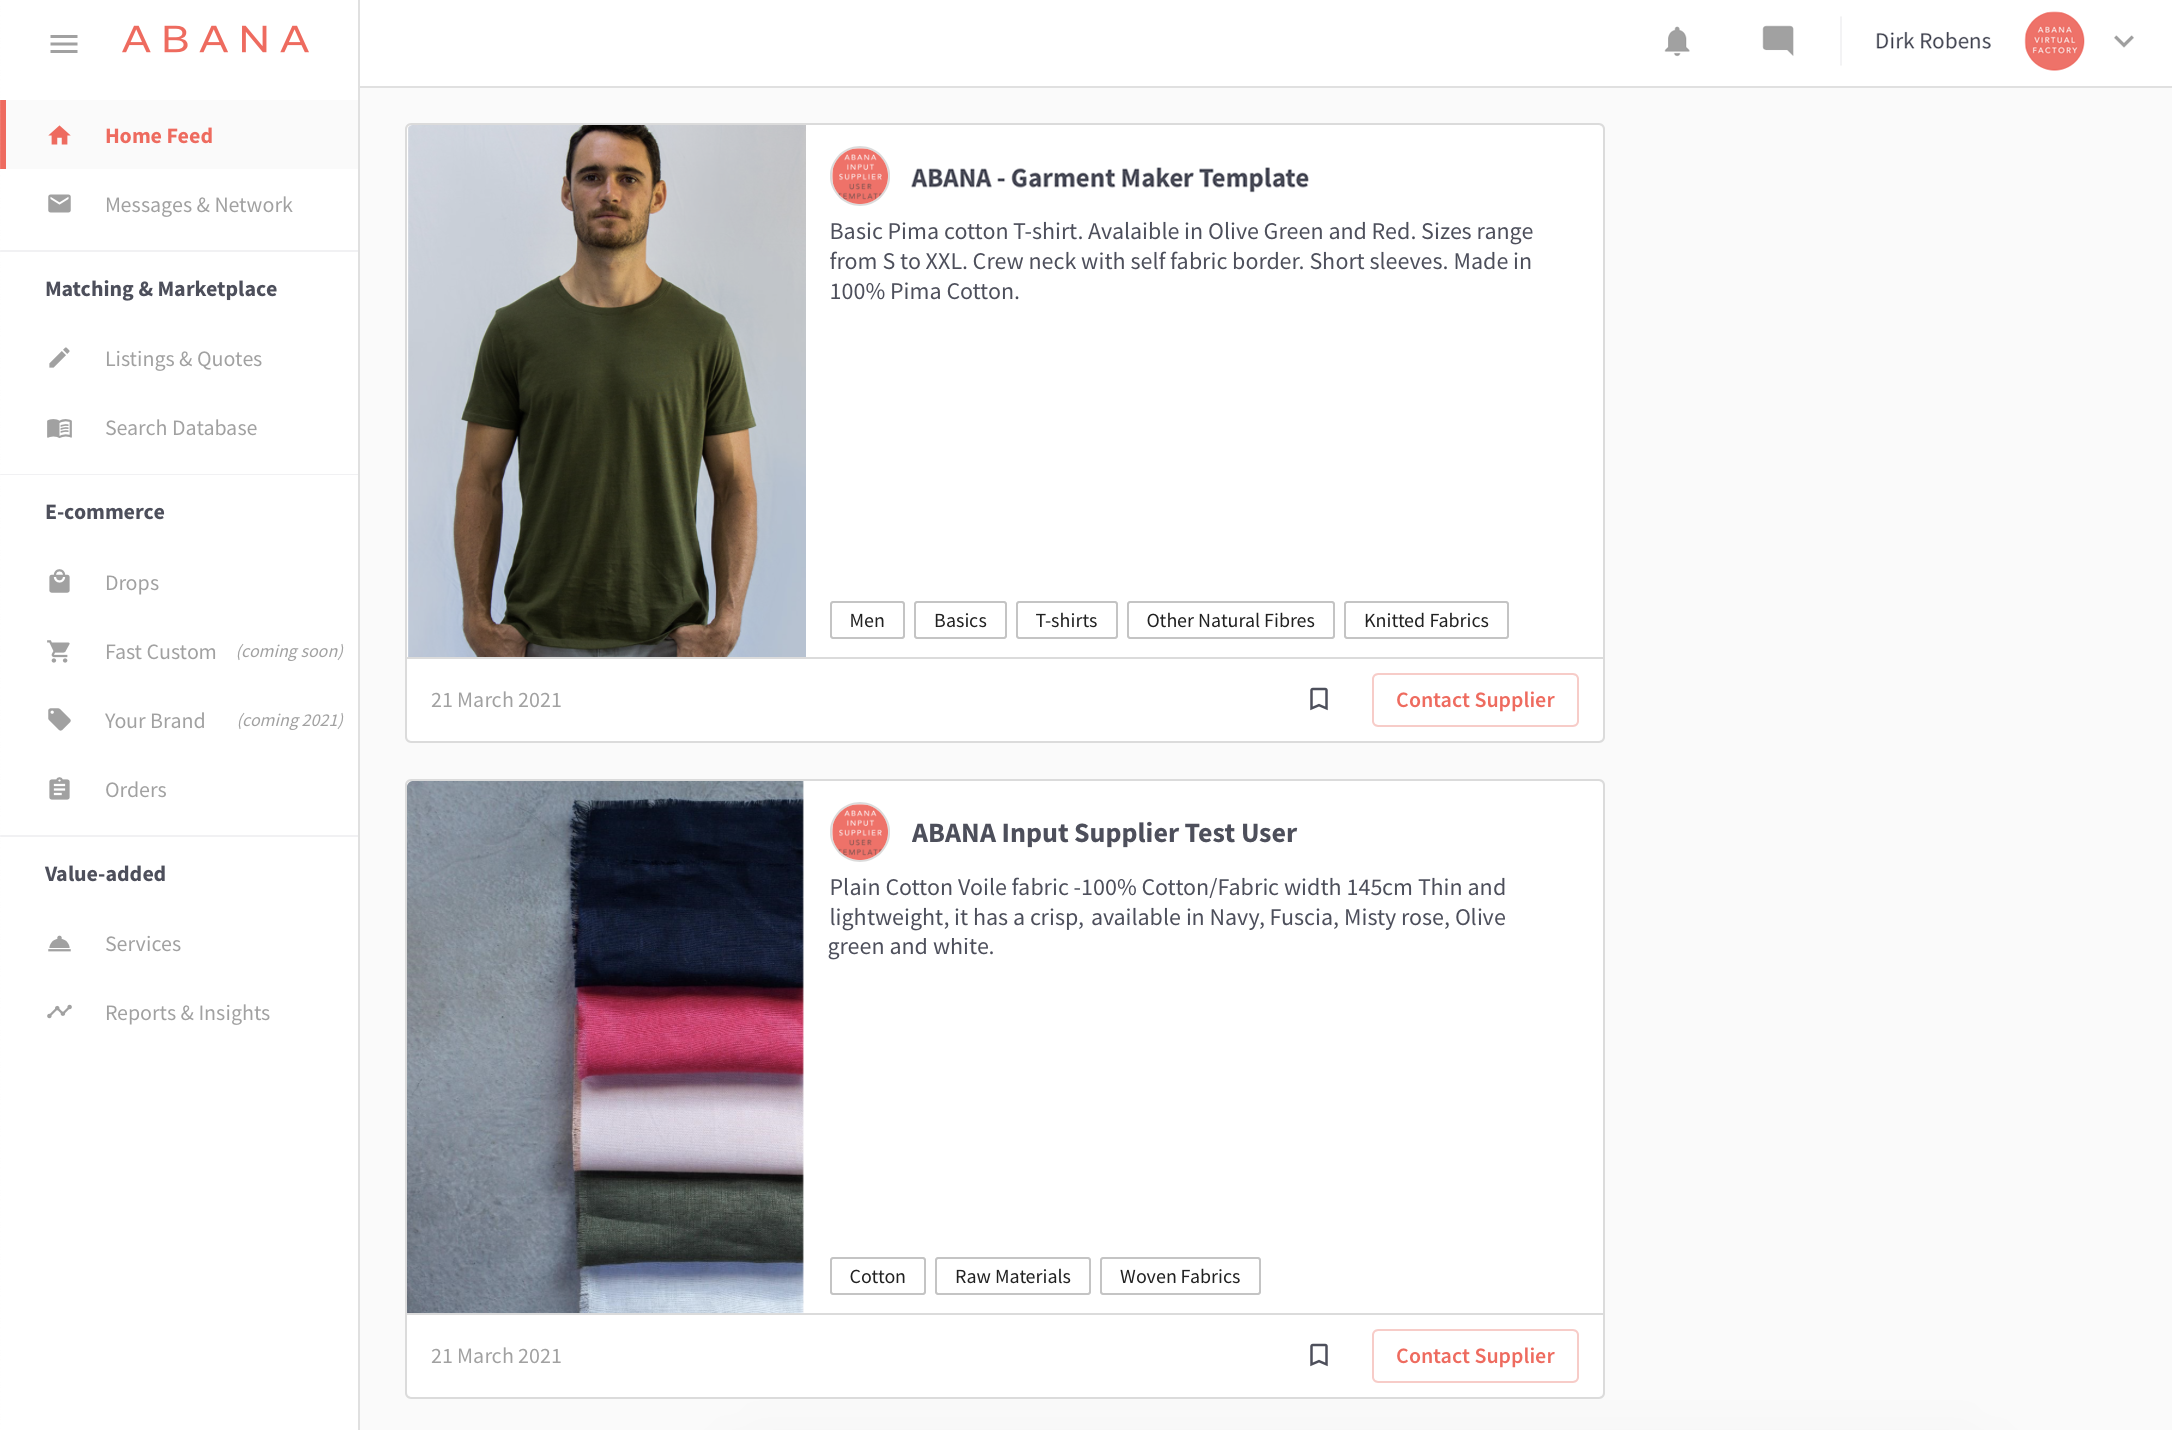 ABANA
Dirk Robens
ABANA
VIRTUAL
FACTORY
Home Feed
Messages & Network
Matching & Marketplace
Listings & Quotes
Search Database
E-commerce
Drops
Fast Custom (coming soon)
Your Brand (coming 2021)
Orders
Value-added
Services
Reports & Insights
ABANA
INPUT
SUPPLIER
USER
TEMPLAT
ABANA - Garment Maker Template
Basic Pima cotton T-shirt. Avalaible in Olive Green and Red. Sizes range
from S to XXL. Crew neck with self fabric border. Short sleeves. Made in
100% Pima Cotton.
Men Basics T-shirts Other Natural Fibres Knitted Fabrics
21 March 2021 Contact Supplier
ABANA
INPUT
SUPPLIER
USER
TEMPLAT
ABANA Input Supplier Test User
Plain Cotton Voile fabric -100% Cotton/Fabric width 145cm Thin and
lightweight, it has a crisp, available in Navy, Fuscia, Misty rose, Olive
green and white.
Cotton Raw Materials Woven Fabrics
21 March 2021 Contact Supplier